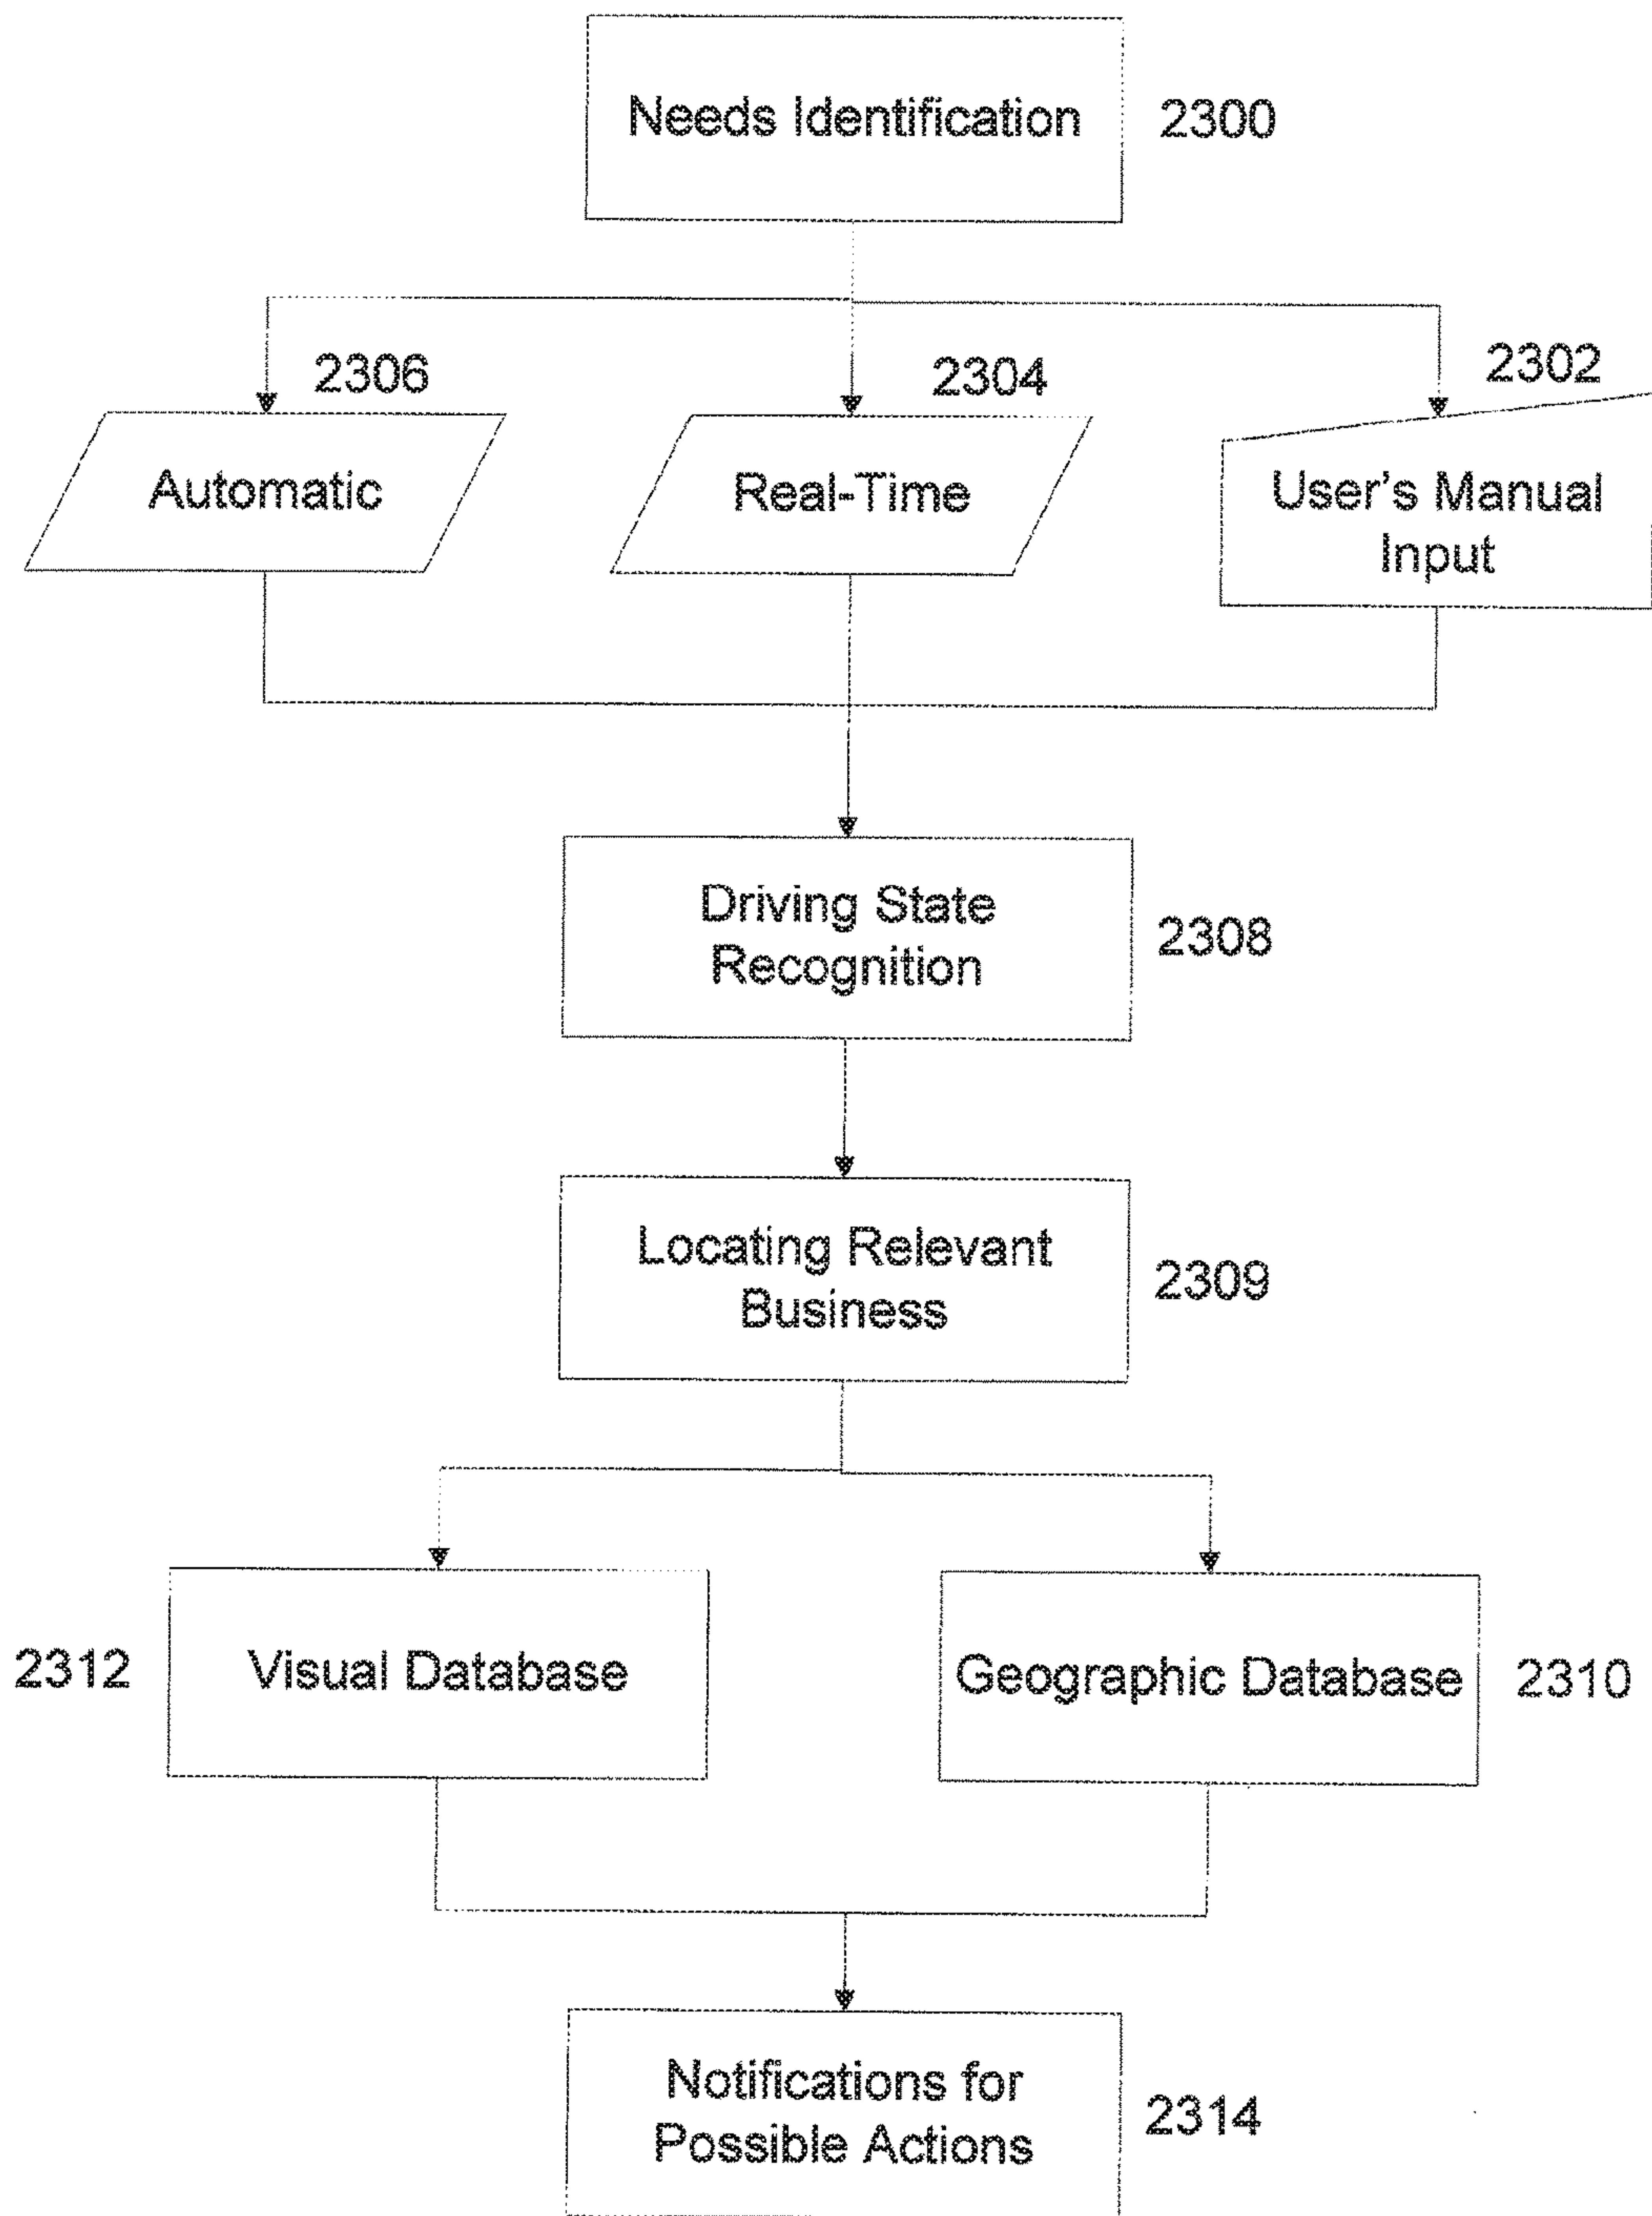 Needs Identification
2300
2306
2304
2302
Automatic
Real-Time
User's Manual
Input
Driving State
Recognition
2308
Locating Relevant
Business
2309
2312
Visual Database
Geographic Database
2310
Notifications for
Possible Actions
2314